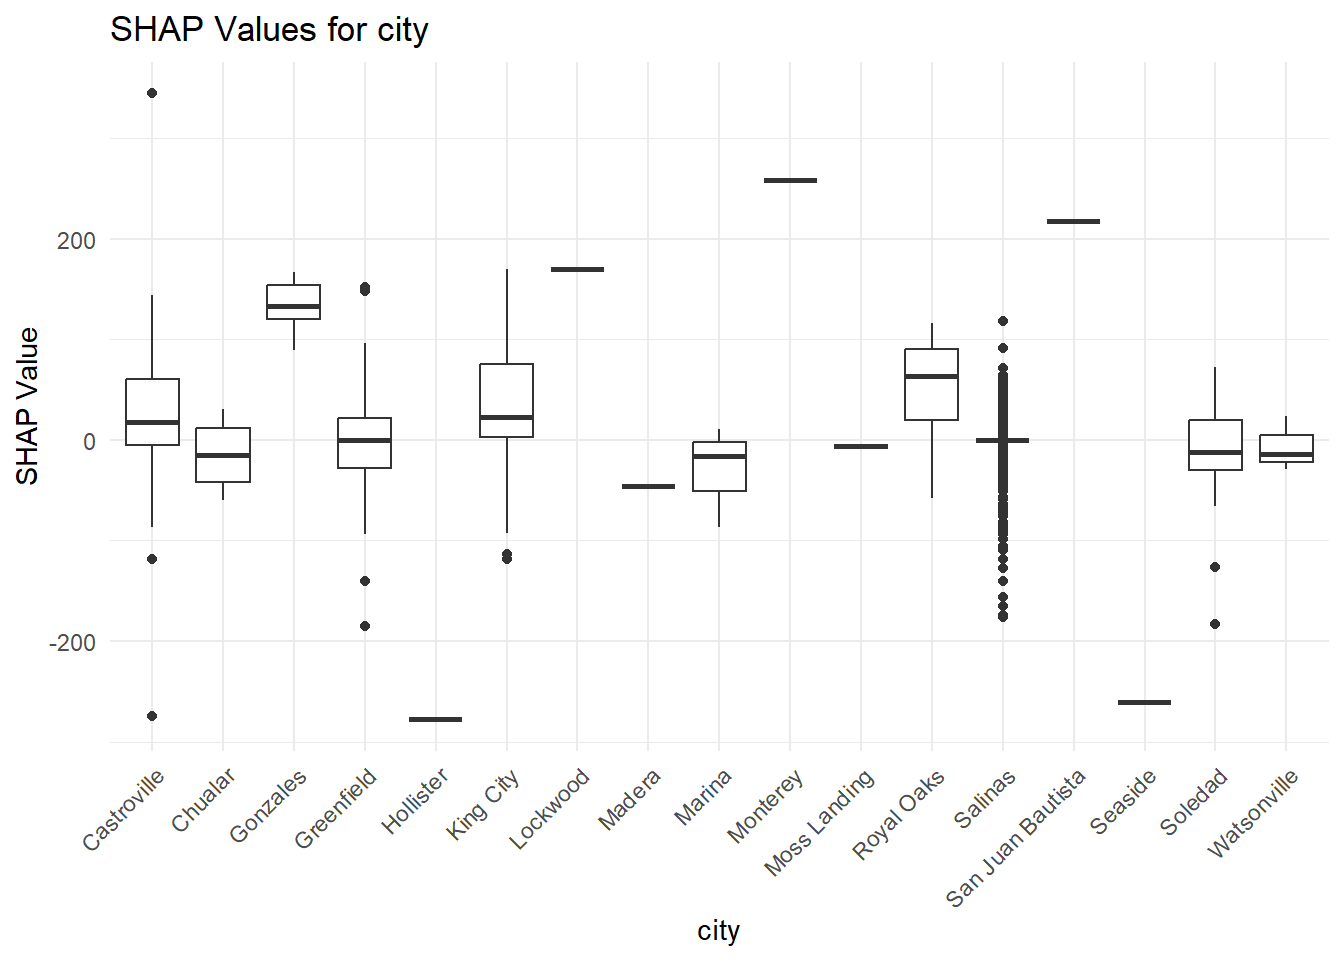 SHAP Values for city
SHAP Value
200
0
-200
Castroville
Chualar
Gonzales
Greenfield
Hollister
King City
Lockwood
Madera
Marina
Monterey
Moss Landing
Royal Oaks
Salinas
San Juan Bautista
Seaside
Soledad
Watsonville
city